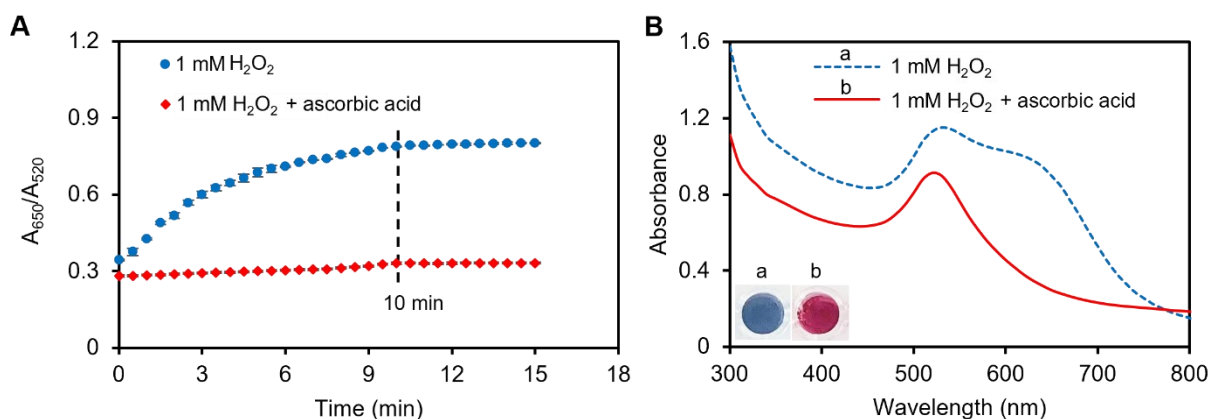 A
1.2
0.9
0.6
0.3
0
A650/A520
1 mM H2O2
1 mM H2O2 + ascorbic acid
10 min
0 3 6 9 12 15 18
Time (min)
B
1.6
1.2
0.8
0.4
0
Absorbance
a 1 mM H2O2
b 1 mM H2O2 + ascorbic acid
a b
300 400 500 600 700 800
Wavelength (nm)